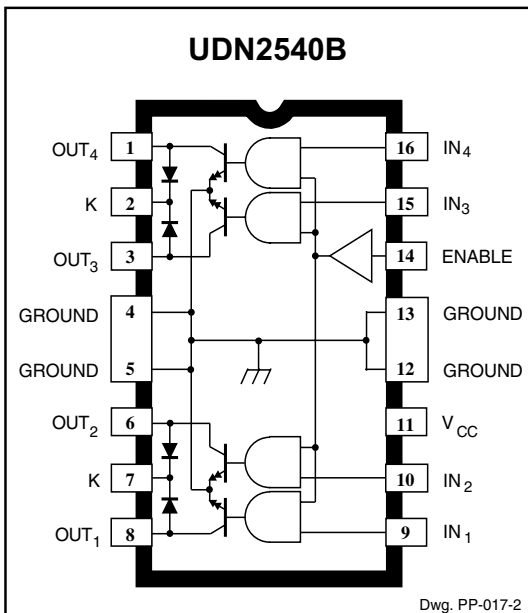 UDN2540B
OUT4 1 16 IN4
K 2 15 IN3
OUT3 3 14 ENABLE
GROUND 4 13 GROUND
GROUND 5 12 GROUND
OUT2 6 11 VCC
K 7 10 IN2
OUT1 8 9 IN1
Dwg. PP-017-2